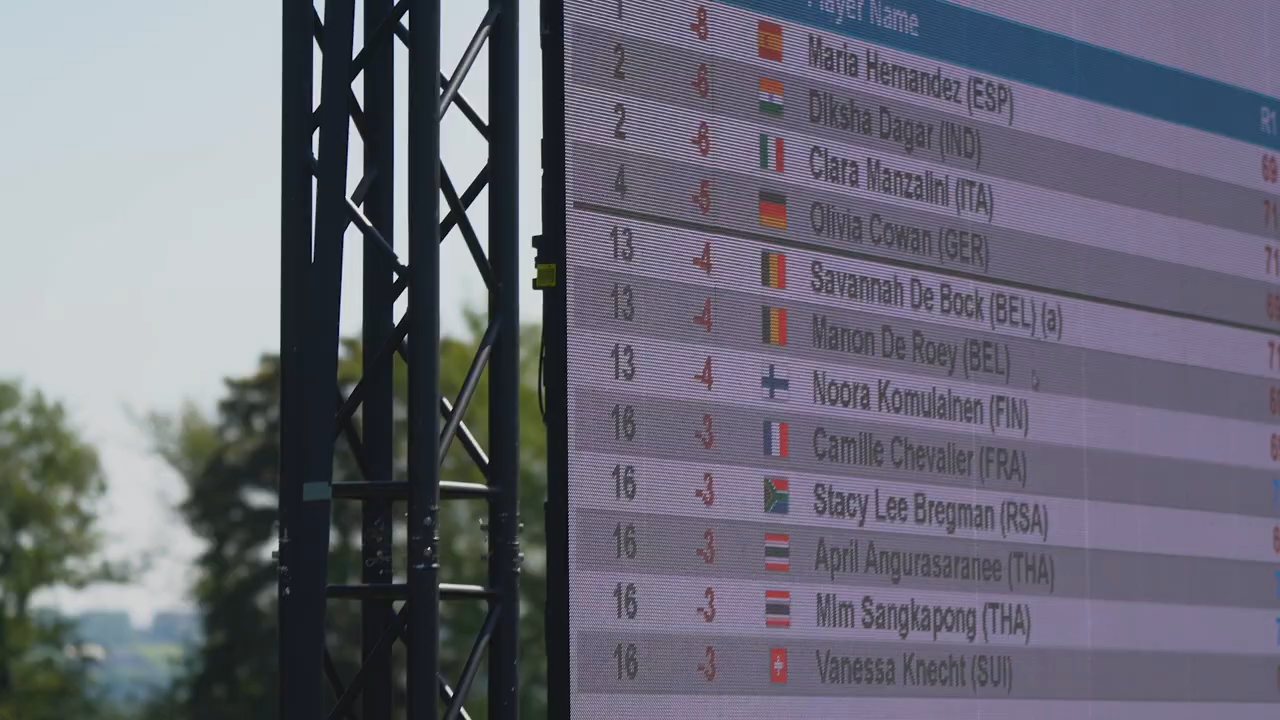 Player Name
R1
1 -8 Maria Hernandez (ESP) 69
2 -6 Diksha Dagar (IND)
2 -6 Clara Manzalini (ITA) 71
4 -5 Olivia Cowan (GER)
13 -4 Savannah De Bock (BEL) (a)
13 -4 Manon De Roey (BEL)
13 -4 Noora Komulainen (FIN)
16 -3 Camille Chevalier (FRA)
16 -3 Stacy Lee Bregman (RSA)
16 -3 April Angurasaranee (THA)
16 -3 Mim Sangkapong (THA)
16 -3 Vanessa Knecht (SUI)